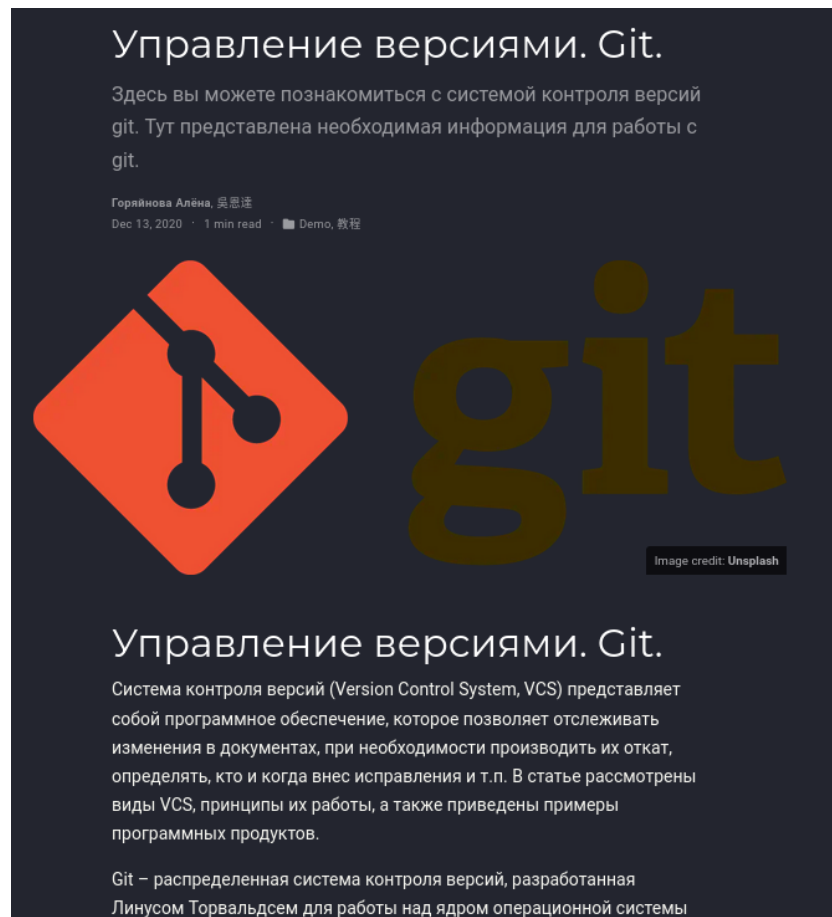 Управление версиями. Git.
Здесь вы можете познакомиться с системой контроля версий
git. Тут представлена необходимая информация для работы с
git.
Горяйнова Алёна, 吳恩達
Dec 13, 2020 · 1 min read · Demo, 教程
git
Image credit: Unsplash
Управление версиями. Git.
Система контроля версий (Version Control System, VCS) представляет
собой программное обеспечение, которое позволяет отслеживать
изменения в документах, при необходимости производить их откат,
определять, кто и когда внес исправления и т.п. В статье рассмотрены
виды VCS, принципы их работы, а также приведены примеры
программных продуктов.
Git – распределенная система контроля версий, разработанная
Линусом Торвальдсем для работы над ядром операционной системы